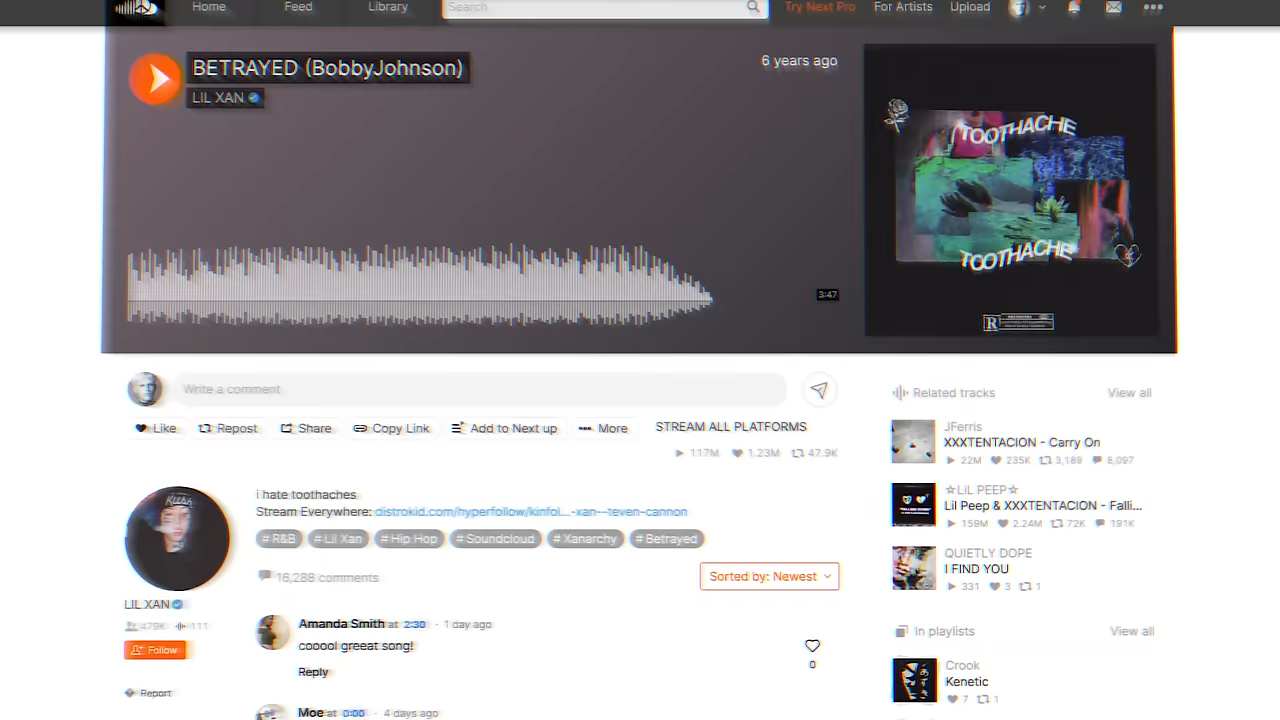 Home Feed Library Search Try Next Pro For Artists Upload
BETRAYED (BobbyJohnson)
LIL XAN
6 years ago
TOOTHACHE
TOOTHACHE
R
3:47
Write a comment
Like Repost Share Copy Link Add to Next up More STREAM ALL PLATFORMS
117M 1.23M 47.9K
i hate toothaches
Stream Everywhere: distrokid.com/hyperfollow/kinfol...-xan--teven-cannon
# R&B # Lil Xan # Hip Hop # Soundcloud # Xanarchy # Betrayed
16,288 comments
Sorted by: Newest
Kush
LIL XAN
479K 111
Follow
Report
Amanda Smith at 2:30 · 1 day ago
cooool greeat song!
Reply
0
Moe at 0:00 · 4 days ago
Related tracks View all
JFerris
XXXTENTACION - Carry On
22M 235K 3,189 8,097
☆LiL PEEP☆
Lil Peep & XXXTENTACION - Falli...
159M 2.24M 72K 191K
QUIETLY DOPE
I FIND YOU
331 3 1
In playlists View all
Crook
Kenetic
7 1